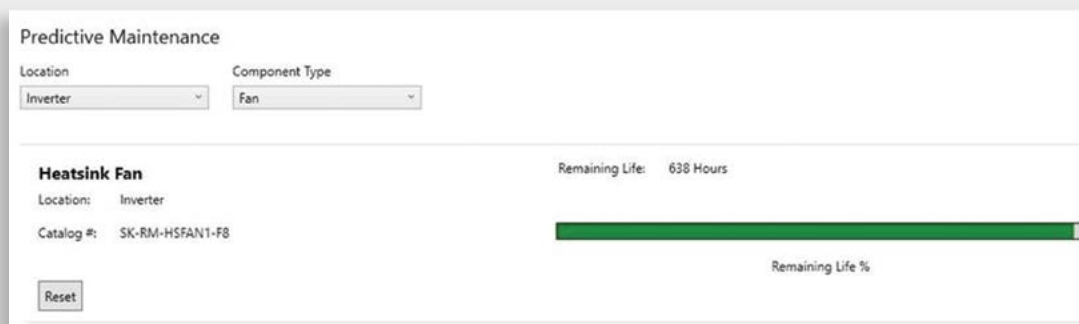 Predictive Maintenance
Location Component Type
Inverter Fan
Heatsink Fan
Remaining Life: 638 Hours
Location: Inverter
Catalog #: SK-RM-HSFAN1-F8
Remaining Life %
Reset